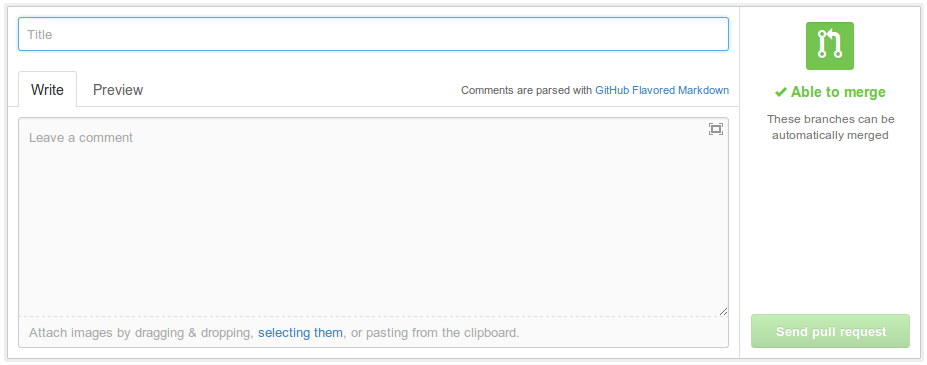 Title
Write Preview Comments are parsed with GitHub Flavored Markdown
Leave a comment
Attach images by dragging & dropping, selecting them, or pasting from the clipboard.
Able to merge
These branches can be
automatically merged
Send pull request